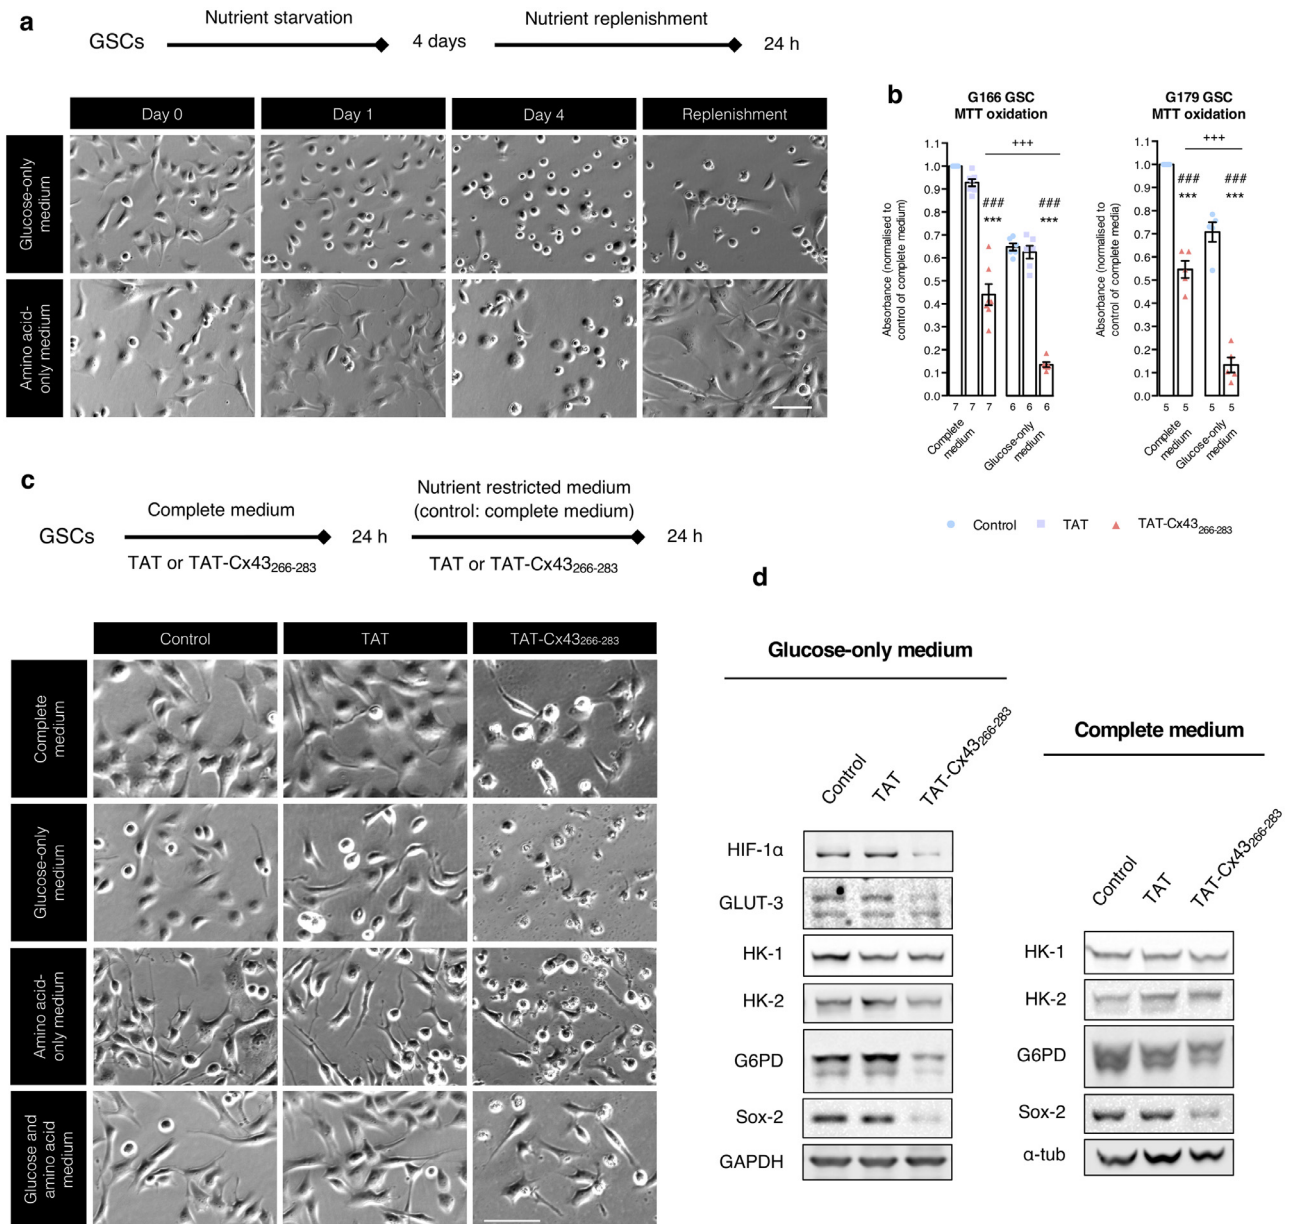 a
Nutrient starvation
Nutrient replenishment
GSCs
4 days
24 h
Day 0
Day 1
Day 4
Replenishment
Glucose-only
medium
Amino acid-
only medium
b
G166 GSC
MTT oxidation
Absorbance (normalised to
control of complete medium)
1.1
1.0
0.9
0.8
0.7
0.6
0.5
0.4
0.3
0.2
0.1
0.0
+++
###
***
###
***
7 7 7 6 6 6
Complete
medium
Glucose-only
medium
G179 GSC
MTT oxidation
Absorbance (normalised to
control of complete media)
1.1
1.0
0.9
0.8
0.7
0.6
0.5
0.4
0.3
0.2
0.1
0.0
+++
###
***
###
***
5 5 5 5
Complete
medium
Glucose-only
medium
Control
TAT
TAT-Cx43266-283
c
GSCs
Complete medium
TAT or TAT-Cx43266-283
24 h
Nutrient restricted medium
(control: complete medium)
TAT or TAT-Cx43266-283
24 h
Control
TAT
TAT-Cx43266-283
Complete
medium
Glucose-only
medium
Amino acid-
only medium
Glucose and
amino acid
medium
d
Glucose-only medium
Control
TAT
TAT-Cx43266-283
HIF-1α
GLUT-3
HK-1
HK-2
G6PD
Sox-2
GAPDH
Complete medium
Control
TAT
TAT-Cx43266-283
HK-1
HK-2
G6PD
Sox-2
α-tub